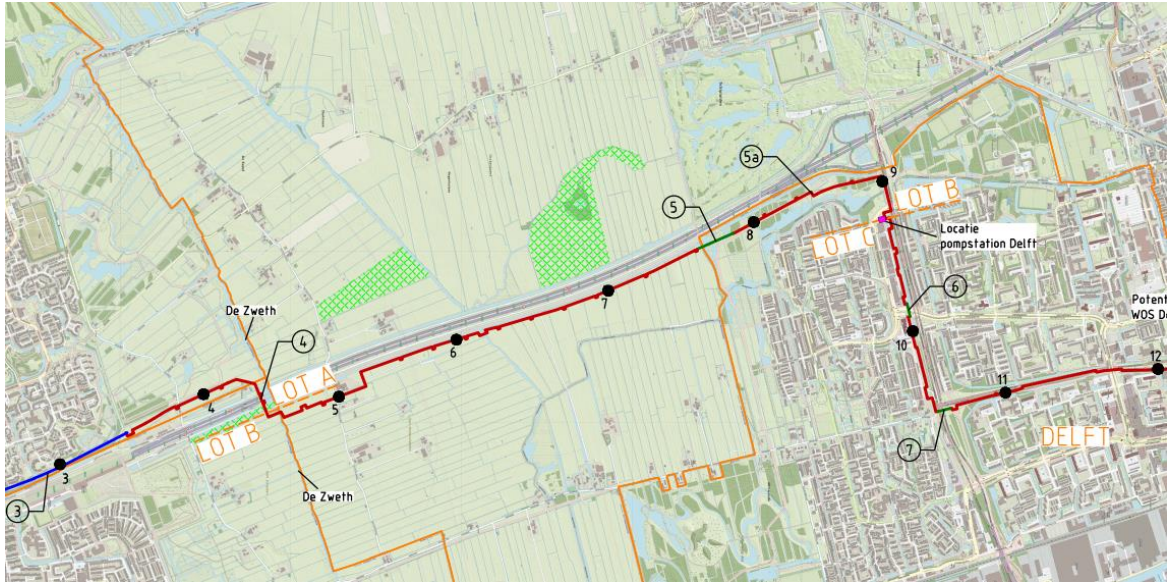 5a
9
LOT B
5
8
LOT C
Locatie
pompstation Delft
7
6
Potent
WOS De
De Zweth
4
6
10
LOT A
12
4
5
11
LOT B
DELFT
7
3
De Zweth
3